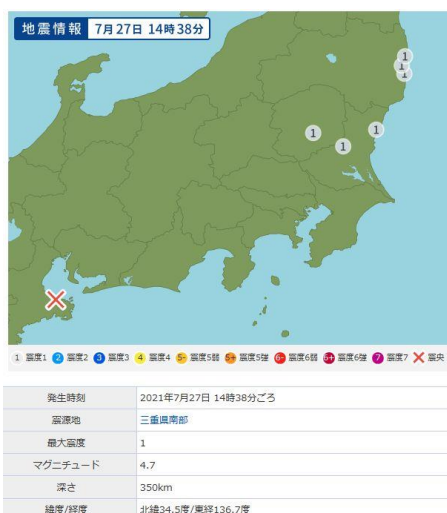 地震情報 7月27日 14時38分
1
1
1
1
1
1
1 震度1 2 震度2 3 震度3 4 震度4 5- 震度5弱 5+ 震度5強 6- 震度6弱 6+ 震度6強 7 震度7 × 震央
発生時刻 2021年7月27日 14時38分ごろ
震源地 三重県南部
最大震度 1
マグニチュード 4.7
深さ 350km
緯度/経度 北緯34.5度/東経136.7度